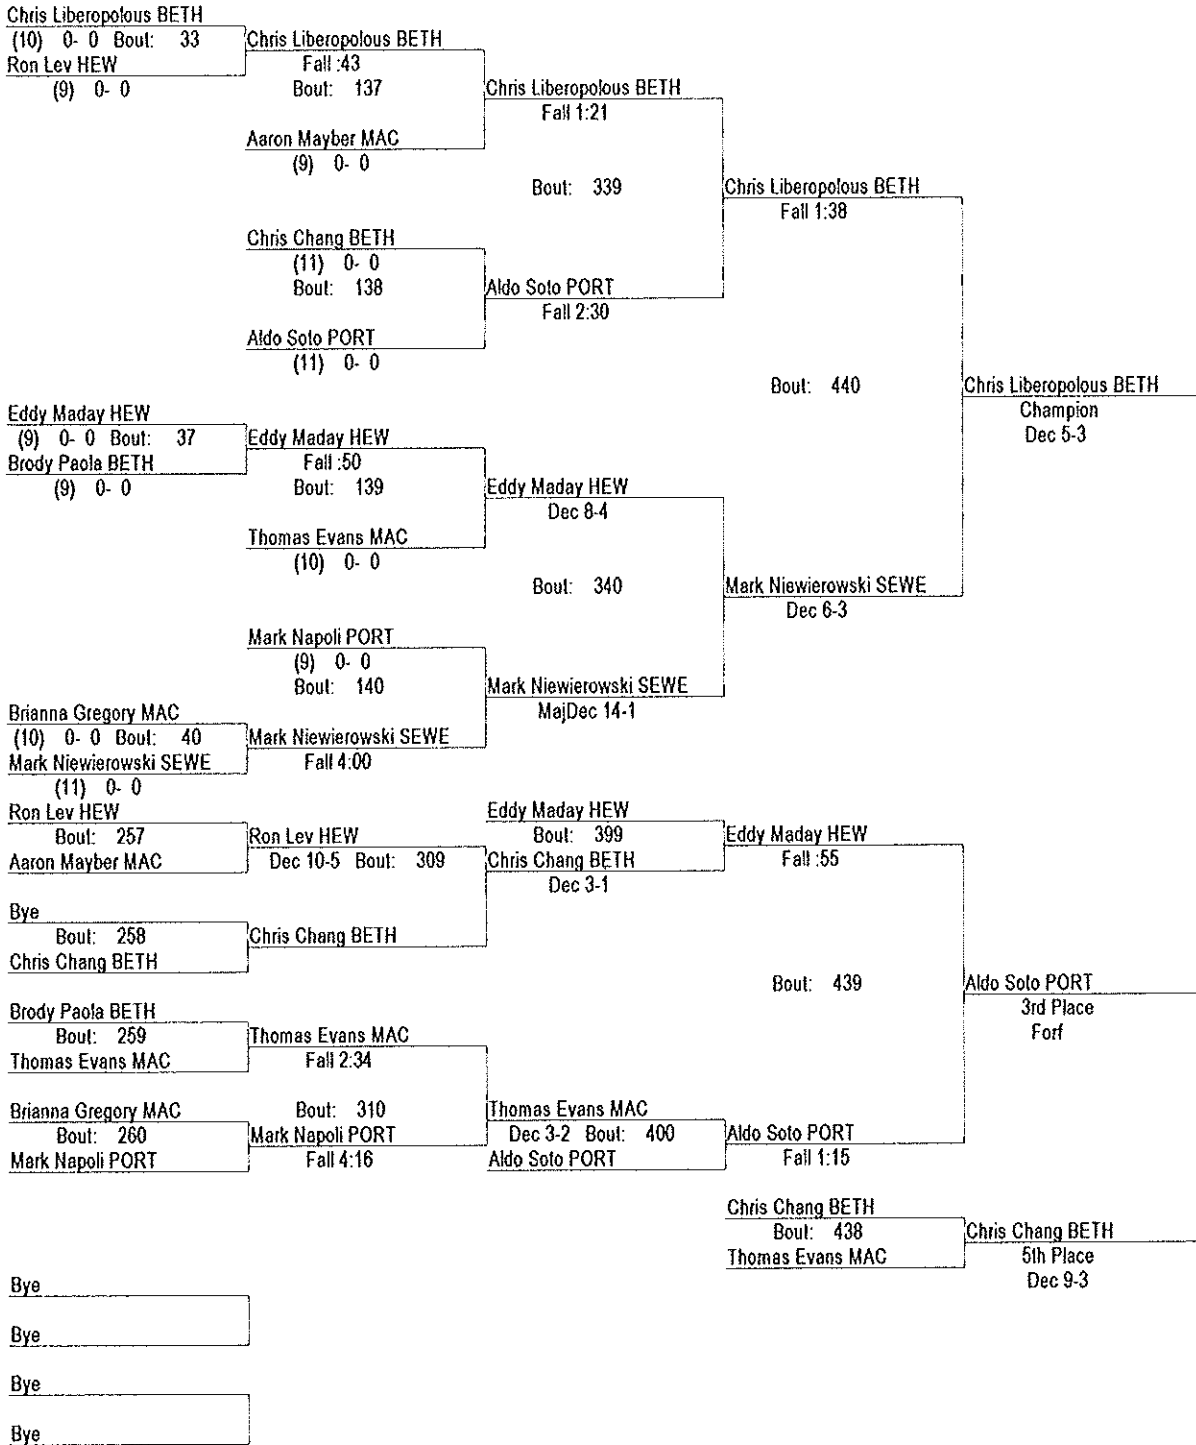 Chris Liberopolous BETH
(10) 0- 0 Bout: 33
Ron Lev HEW
(9) 0- 0
Chris Liberopolous BETH
Fall :43
Bout: 137
Aaron Mayber MAC
(9) 0- 0
Chris Liberopolous BETH
Fall 1:21
Bout: 339
Chris Chang BETH
(11) 0- 0
Bout: 138
Aldo Soto PORT
(11) 0- 0
Aldo Soto PORT
Fall 2:30
Chris Liberopolous BETH
Fall 1:38
Bout: 440
Chris Liberopolous BETH
Champion
Dec 5-3
Eddy Maday HEW
(9) 0- 0 Bout: 37
Brody Paola BETH
(9) 0- 0
Eddy Maday HEW
Fall :50
Bout: 139
Thomas Evans MAC
(10) 0- 0
Eddy Maday HEW
Dec 8-4
Bout: 340
Mark Niewierowski SEWE
Dec 6-3
Mark Napoli PORT
(9) 0- 0
Bout: 140
Mark Niewierowski SEWE
MajDec 14-1
Brianna Gregory MAC
(10) 0- 0 Bout: 40
Mark Niewierowski SEWE
(11) 0- 0
Mark Niewierowski SEWE
Fall 4:00
Ron Lev HEW
Bout: 257
Aaron Mayber MAC
Ron Lev HEW
Dec 10-5 Bout: 309
Bye
Bout: 258
Chris Chang BETH
Chris Chang BETH
Eddy Maday HEW
Bout: 399
Chris Chang BETH
Dec 3-1
Eddy Maday HEW
Fall :55
Bout: 439
Aldo Soto PORT
3rd Place
Forf
Brody Paola BETH
Bout: 259
Thomas Evans MAC
Thomas Evans MAC
Fall 2:34
Bout: 310
Brianna Gregory MAC
Bout: 260
Mark Napoli PORT
Mark Napoli PORT
Fall 4:16
Thomas Evans MAC
Dec 3-2 Bout: 400
Aldo Soto PORT
Aldo Soto PORT
Fall 1:15
Chris Chang BETH
Bout: 438
Thomas Evans MAC
Chris Chang BETH
5th Place
Dec 9-3
Bye
Bye
Bye
Bye